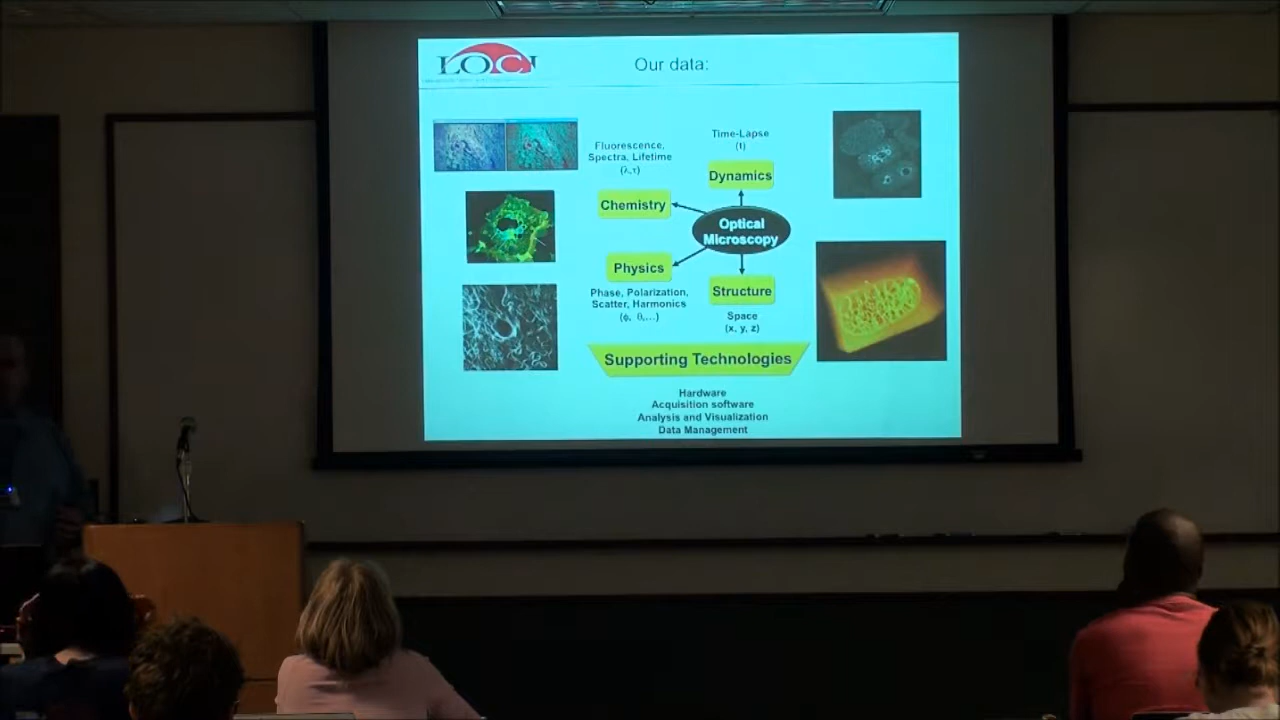 LOCI
Our data:
Time-Lapse
(t)
Fluorescence,
Spectra, Lifetime
(λ,τ)
Dynamics
Chemistry
Optical
Microscopy
Physics
Structure
Phase, Polarization,
Scatter, Harmonics
(ϕ, θ,...)
Space
(x, y, z)
Supporting Technologies
Hardware
Acquisition software
Analysis and Visualization
Data Management